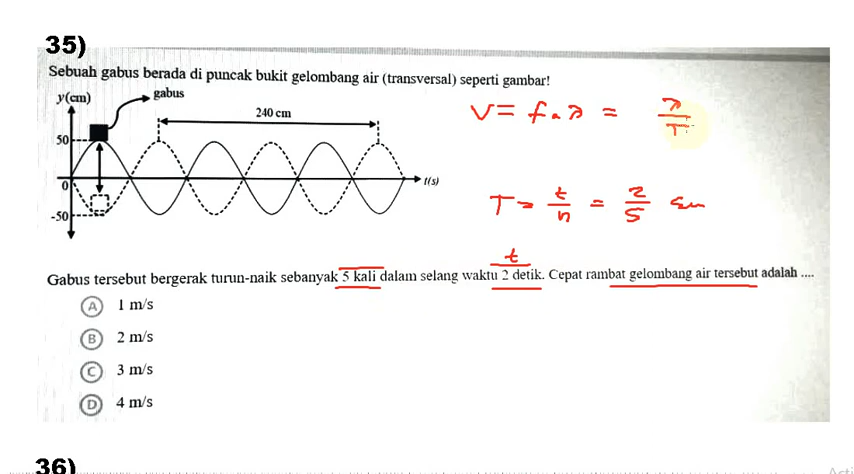 35)
Sebuah gabus berada di puncak bukit gelombang air (transversal) seperti gambar!
y(cm)
gabus
240 cm
50
0
-50
t(s)
V = f . λ = λ/T
T = t/n = 2/5
t
Gabus tersebut bergerak turun-naik sebanyak 5 kali dalam selang waktu 2 detik. Cepat rambat gelombang air tersebut adalah ....
A 1 m/s
B 2 m/s
C 3 m/s
D 4 m/s
36)